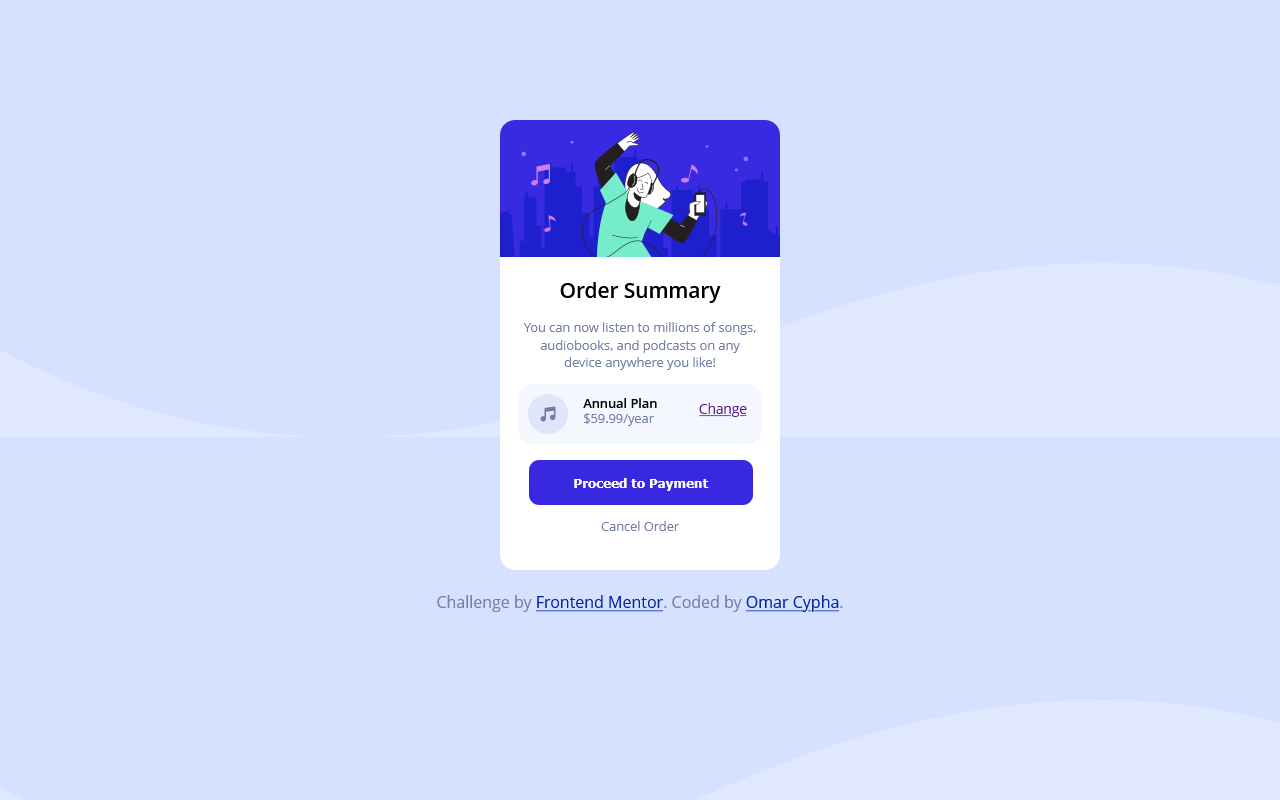 Order Summary
You can now listen to millions of songs,
audiobooks, and podcasts on any
device anywhere you like!
Annual Plan
$59.99/year
Change
Proceed to Payment
Cancel Order
Challenge by Frontend Mentor. Coded by Omar Cypha.